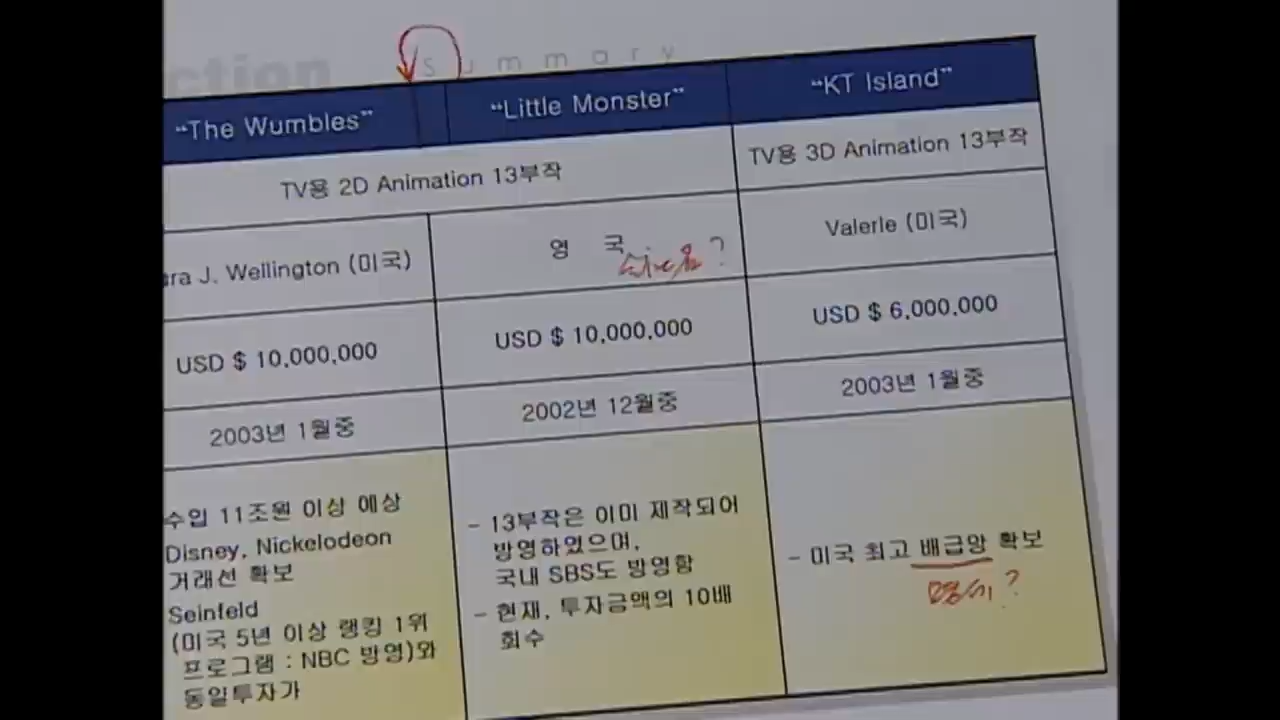 ction
Summary
“The Wumbles”
“Little Monster”
“KT Island”
TV용 2D Animation 13부작
TV용 3D Animation 13부작
ra J. Wellington (미국)
영 국
?
Valerie (미국)
USD $ 10,000,000
USD $ 10,000,000
USD $ 6,000,000
2003년 1월중
2002년 12월중
2003년 1월중
수입 11조원 이상 예상
Disney, Nickelodeon
거래선 확보
Seinfeld
(미국 5년 이상 랭킹 1위
프로그램 : NBC 방영)와
동일투자가
- 13부작은 이미 제작되어
방영하였으며,
국내 SBS도 방영함
- 현재, 투자금액의 10배
회수
- 미국 최고 배급망 확보
?